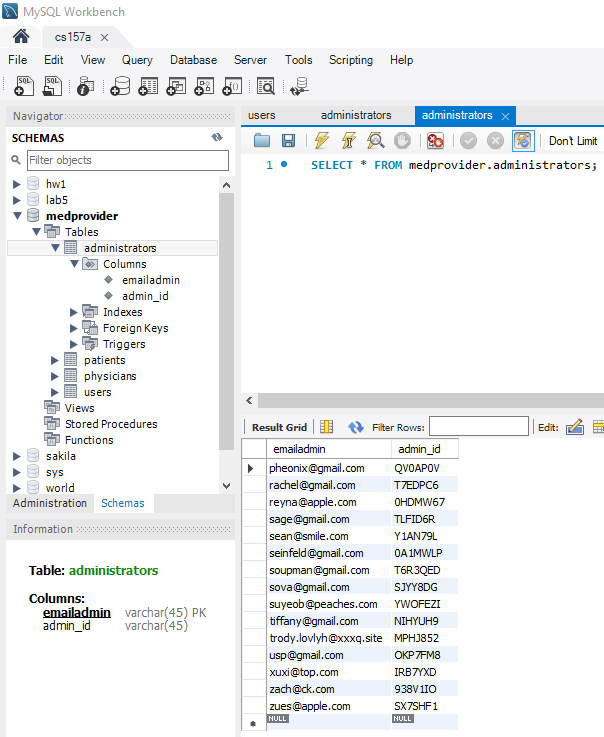 MySQL Workbench
cs157a
File Edit View Query Database Server Tools Scripting Help
Navigator
SCHEMAS
Filter objects
hw1
lab5
medprovider
Tables
administrators
Columns
emailadmin
admin_id
Indexes
Foreign Keys
Triggers
patients
physicians
users
Views
Stored Procedures
Functions
sakila
sys
world
Administration Schemas
Information
Table: administrators
Columns:
emailadmin varchar(45) PK
admin_id varchar(45)
users administrators administrators
Don't Limit
1 SELECT * FROM medprovider.administrators;
Result Grid Filter Rows: Edit:
emailadmin admin_id
pheonix@gmail.com QV0AP0V
rachel@gmail.com T7EDPC6
reyna@apple.com 0HDMW67
sage@gmail.com TLFID6R
sean@smile.com Y1AN79L
seinfeld@gmail.com 0A1MWLP
soupman@gmail.com T6R3QED
sova@gmail.com SJYY8DG
suyeob@peaches.com YWOFEZI
tiffany@gmail.com NIHYUH9
trody.lovlyh@xxxq.site MPHJ852
usp@gmail.com OKP7FM8
xuxi@top.com IRB7YXD
zach@ck.com 938V1IO
zues@apple.com SX7SHF1
NULL NULL